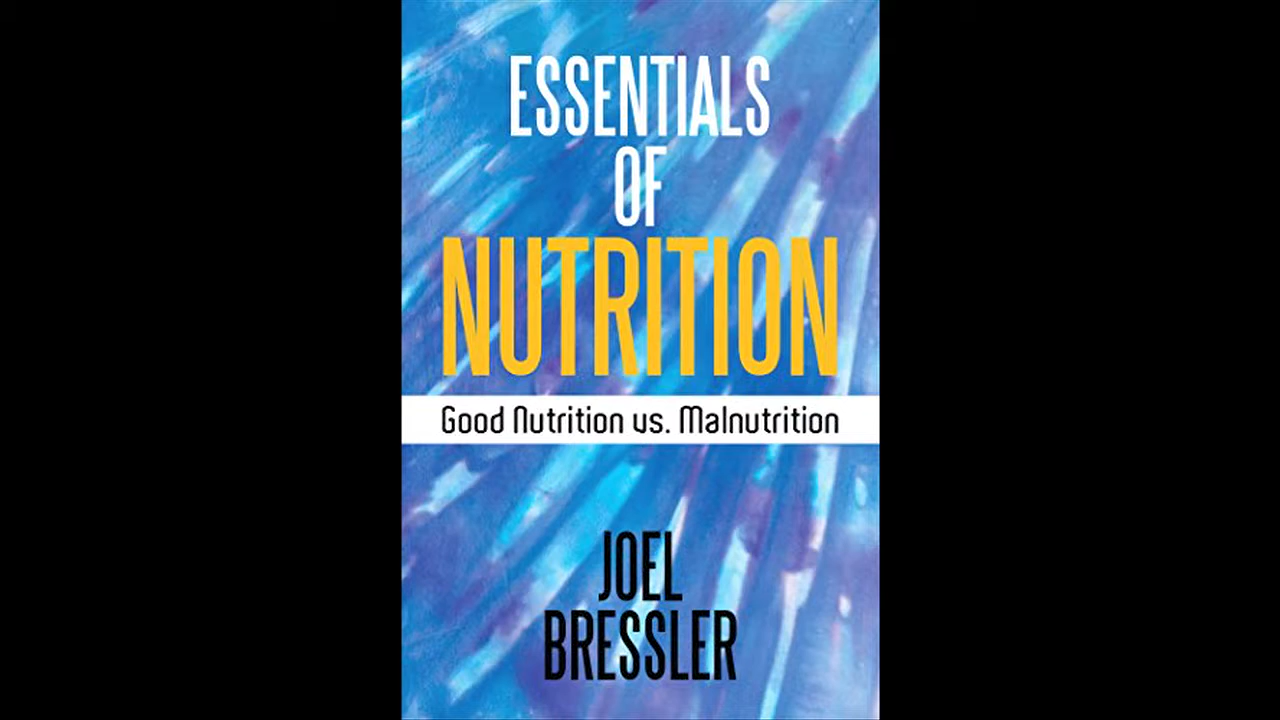 ESSENTIALS
OF
NUTRITION
Good Nutrition vs. Malnutrition
JOEL
BRESSLER